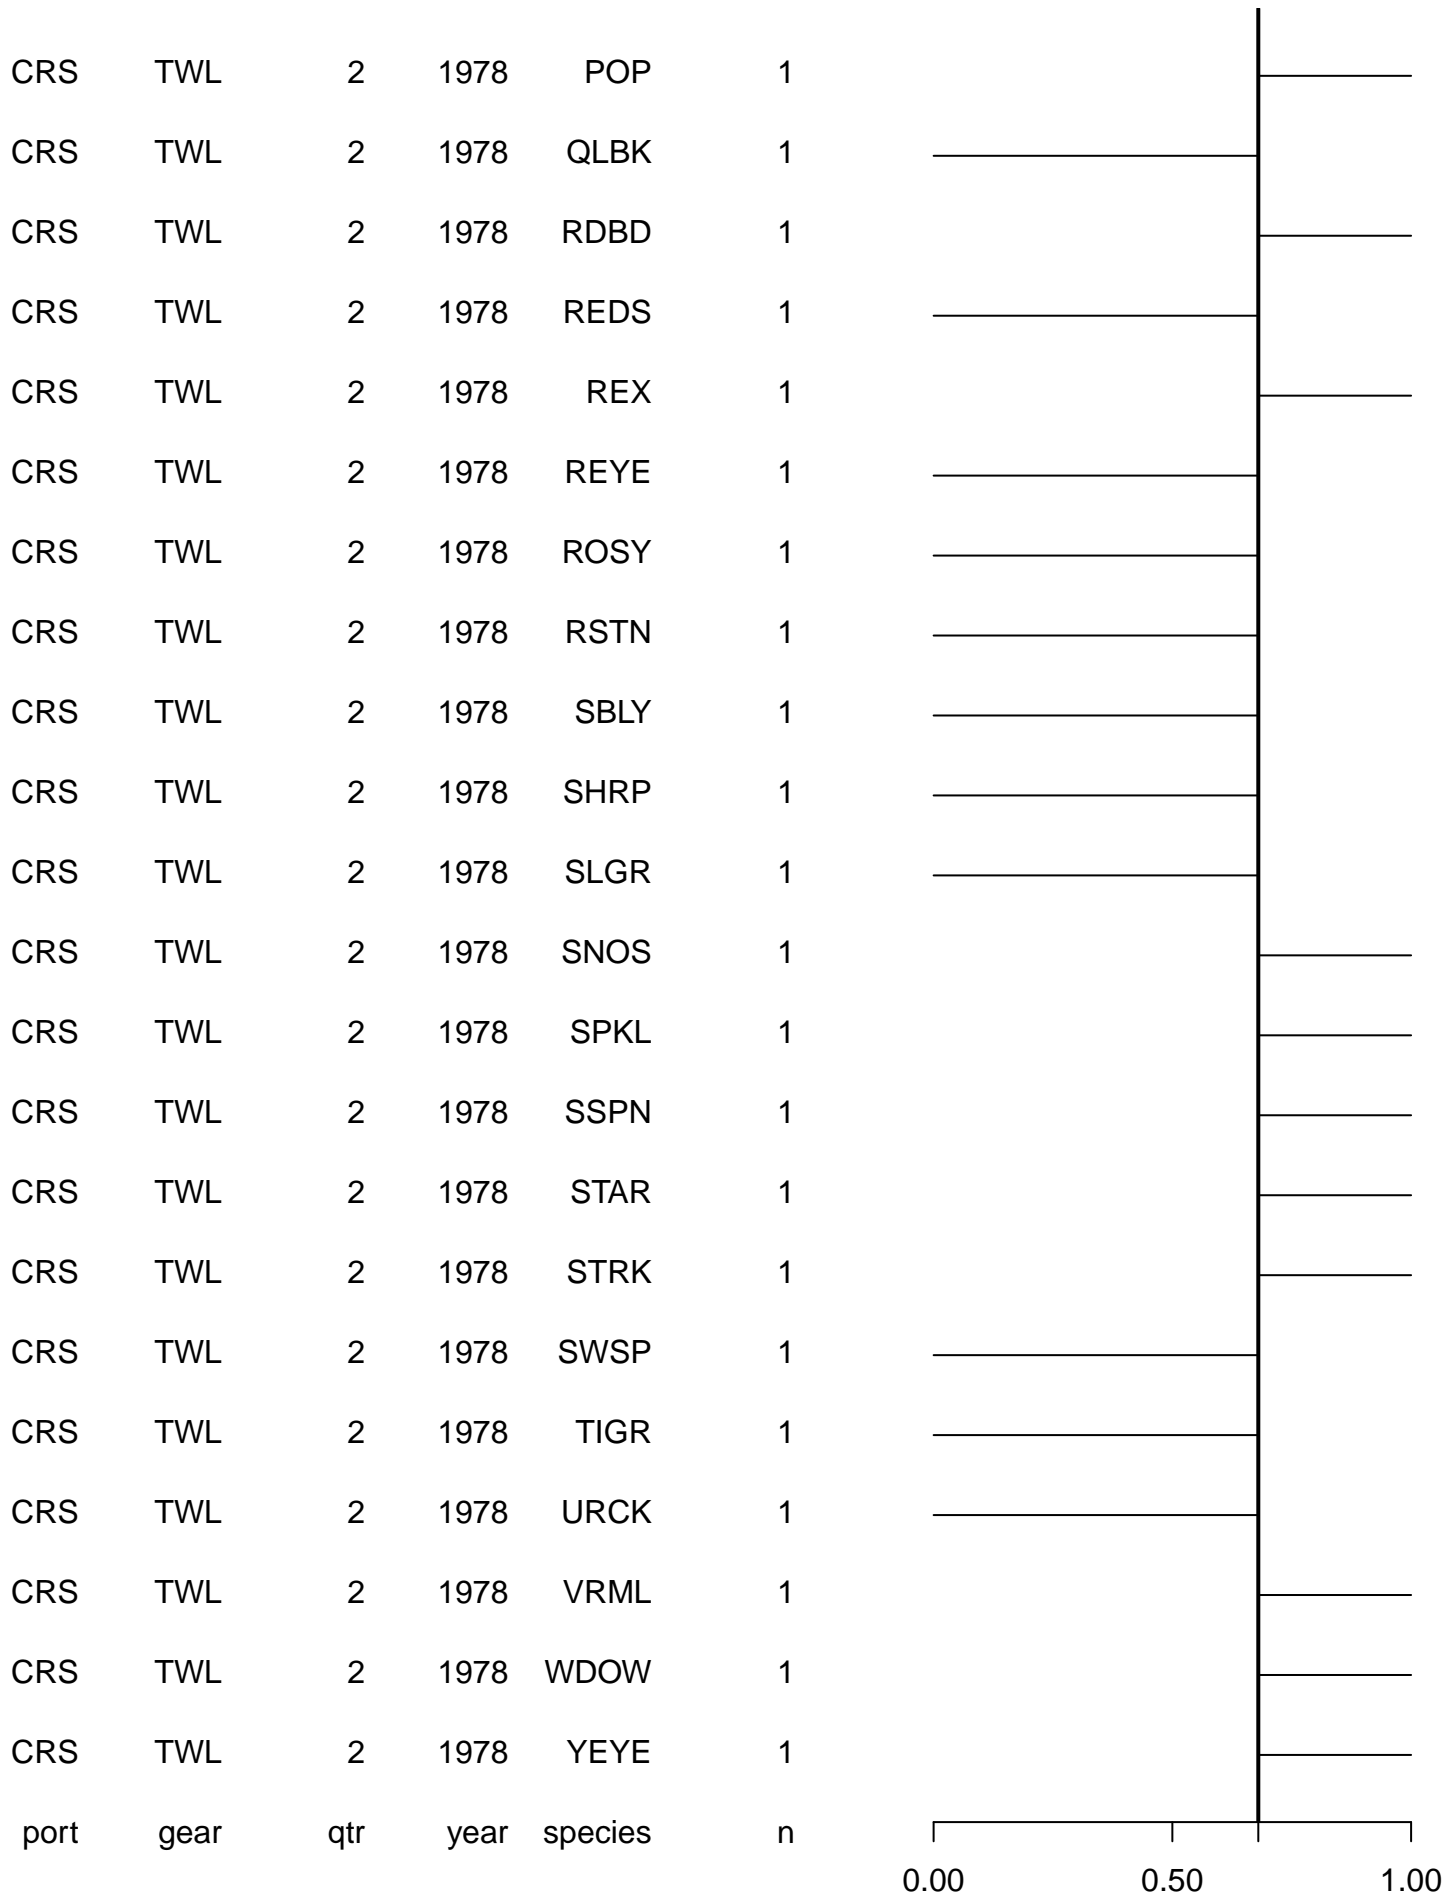 CRS TWL 2 1978 POP 1
CRS TWL 2 1978 QLBK 1
CRS TWL 2 1978 RDBD 1
CRS TWL 2 1978 REDS 1
CRS TWL 2 1978 REX 1
CRS TWL 2 1978 REYE 1
CRS TWL 2 1978 ROSY 1
CRS TWL 2 1978 RSTN 1
CRS TWL 2 1978 SBLY 1
CRS TWL 2 1978 SHRP 1
CRS TWL 2 1978 SLGR 1
CRS TWL 2 1978 SNOS 1
CRS TWL 2 1978 SPKL 1
CRS TWL 2 1978 SSPN 1
CRS TWL 2 1978 STAR 1
CRS TWL 2 1978 STRK 1
CRS TWL 2 1978 SWSP 1
CRS TWL 2 1978 TIGR 1
CRS TWL 2 1978 URCK 1
CRS TWL 2 1978 VRML 1
CRS TWL 2 1978 WDOW 1
CRS TWL 2 1978 YEYE 1
port gear qtr year species n
0.00 0.50 1.00